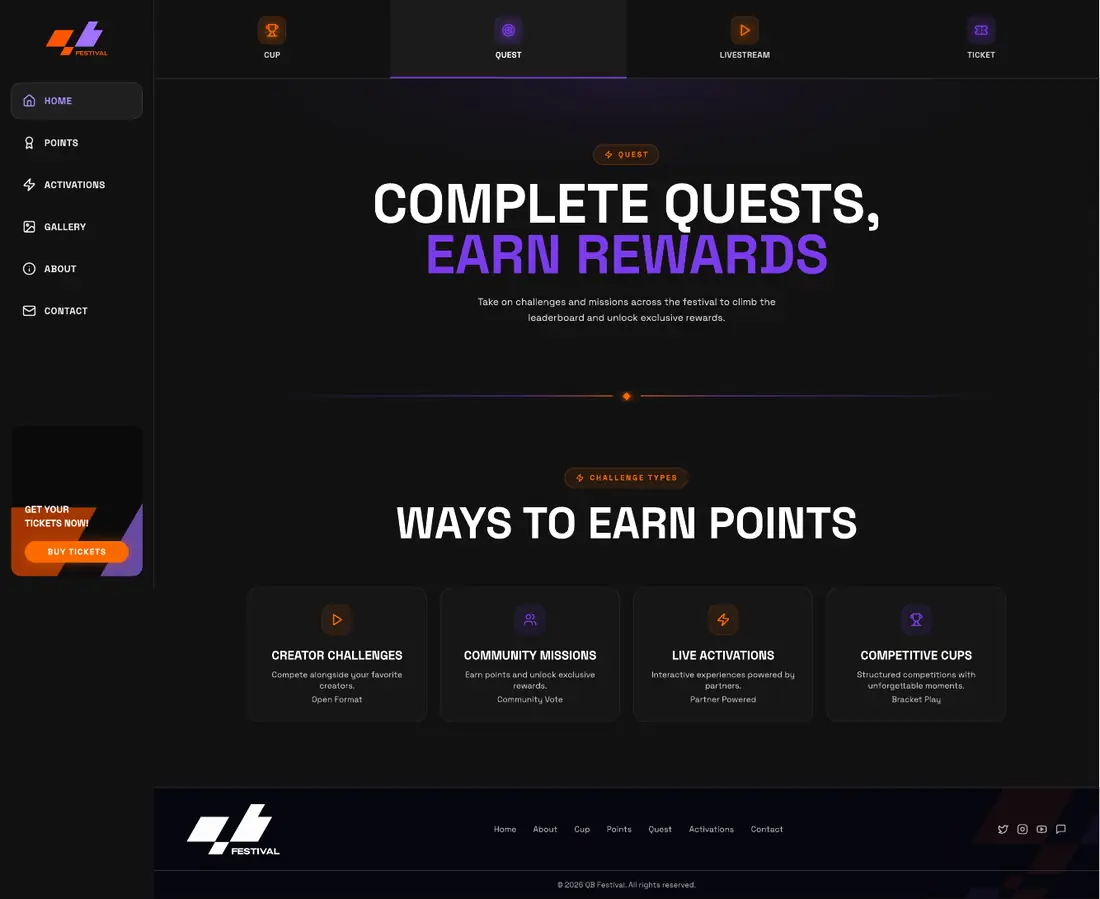 FESTIVAL
HOME
POINTS
ACTIVATIONS
GALLERY
ABOUT
CONTACT
GET YOUR
TICKETS NOW!
BUY TICKETS
CUP
QUEST
LIVESTREAM
TICKET
QUEST
COMPLETE QUESTS,
EARN REWARDS
Take on challenges and missions across the festival to climb the
leaderboard and unlock exclusive rewards.
CHALLENGE TYPES
WAYS TO EARN POINTS
CREATOR CHALLENGES
Compete alongside your favorite
creators.
Open Format
COMMUNITY MISSIONS
Earn points and unlock exclusive
rewards.
Community Vote
LIVE ACTIVATIONS
Interactive experiences powered by
partners.
Partner Powered
COMPETITIVE CUPS
Structured competitions with
unforgettable moments.
Bracket Play
FESTIVAL
Home About Cup Points Quest Activations Contact
© 2026 QB Festival. All rights reserved.